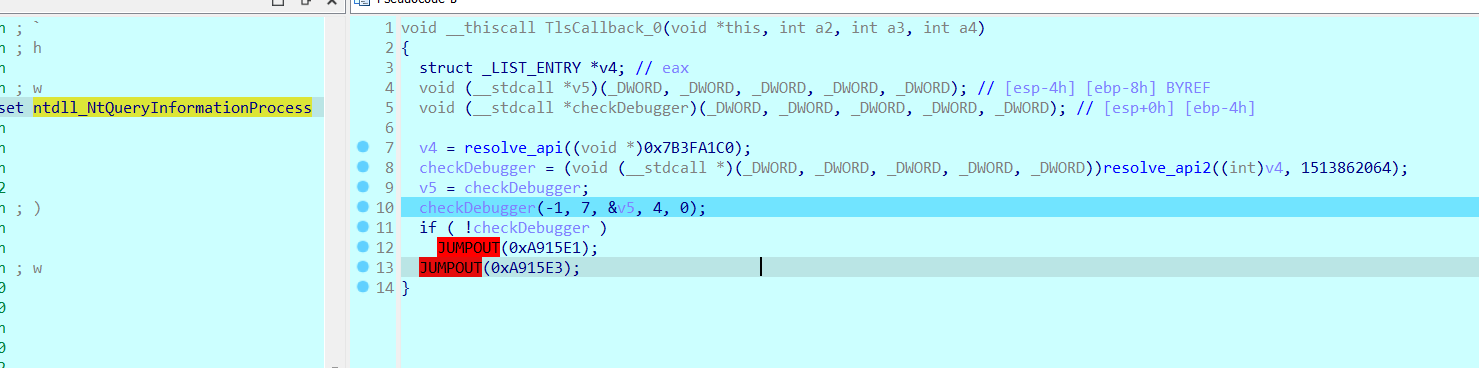 Pseudocode-B
n ; `
n ; h
n
n ; w
set ntdll_NtQueryInformationProcess
n
n
n
2
n ; )
n
n
n ; w
0
0
n
0
1 void __thiscall TlsCallback_0(void *this, int a2, int a3, int a4)
2 {
3 struct _LIST_ENTRY *v4; // eax
4 void (__stdcall *v5)(_DWORD, _DWORD, _DWORD, _DWORD, _DWORD); // [esp-4h] [ebp-8h] BYREF
5 void (__stdcall *checkDebugger)(_DWORD, _DWORD, _DWORD, _DWORD, _DWORD); // [esp+0h] [ebp-4h]
6
7 v4 = resolve_api((void *)0x7B3FA1C0);
8 checkDebugger = (void (__stdcall *)(_DWORD, _DWORD, _DWORD, _DWORD, _DWORD))resolve_api2((int)v4, 1513862064);
9 v5 = checkDebugger;
10 checkDebugger(-1, 7, &v5, 4, 0);
11 if ( !checkDebugger )
12 JUMPOUT(0xA915E1);
13 JUMPOUT(0xA915E3);
14 }